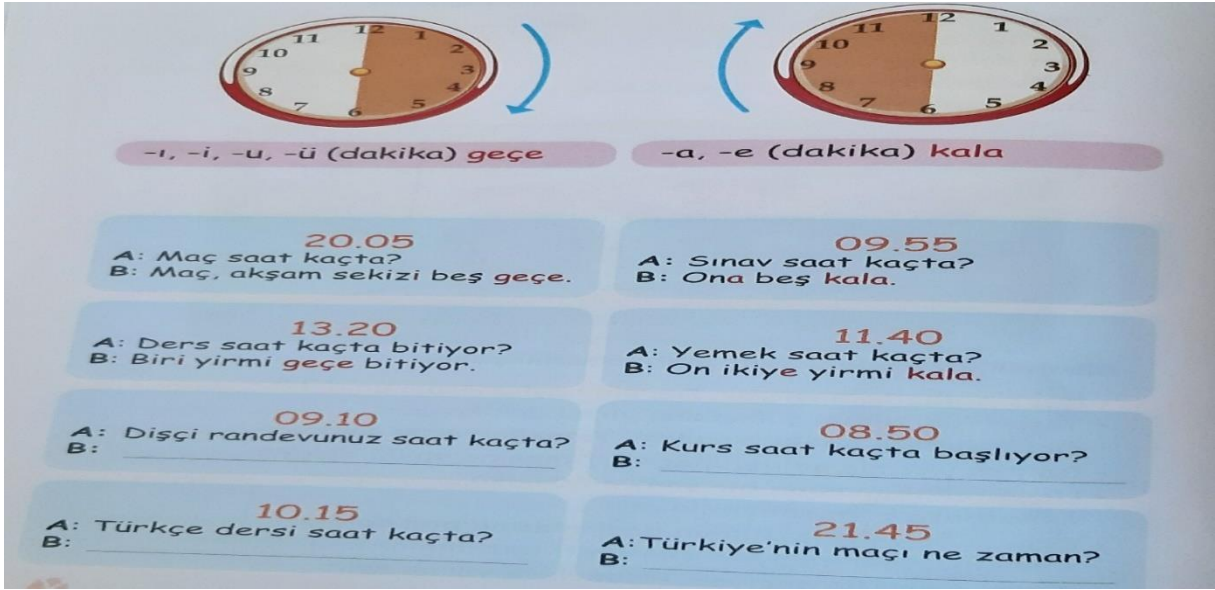 12 1 2 3 4 5 6 7 8 9 10 11
12 1 2 3 4 5 6 7 8 9 10 11
-ı, -i, -u, -ü (dakika) geçe
-a, -e (dakika) kala
20.05
A: Maç saat kaçta?
B: Maç, akşam sekizi beş geçe.
09.55
A: Sınav saat kaçta?
B: Ona beş kala.
13.20
A: Ders saat kaçta bitiyor?
B: Biri yirmi geçe bitiyor.
11.40
A: Yemek saat kaçta?
B: On ikiye yirmi kala.
09.10
A: Dişçi randevunuz saat kaçta?
B:
08.50
A: Kurs saat kaçta başlıyor?
B:
10.15
A: Türkçe dersi saat kaçta?
B:
21.45
A: Türkiye'nin maçı ne zaman?
B: